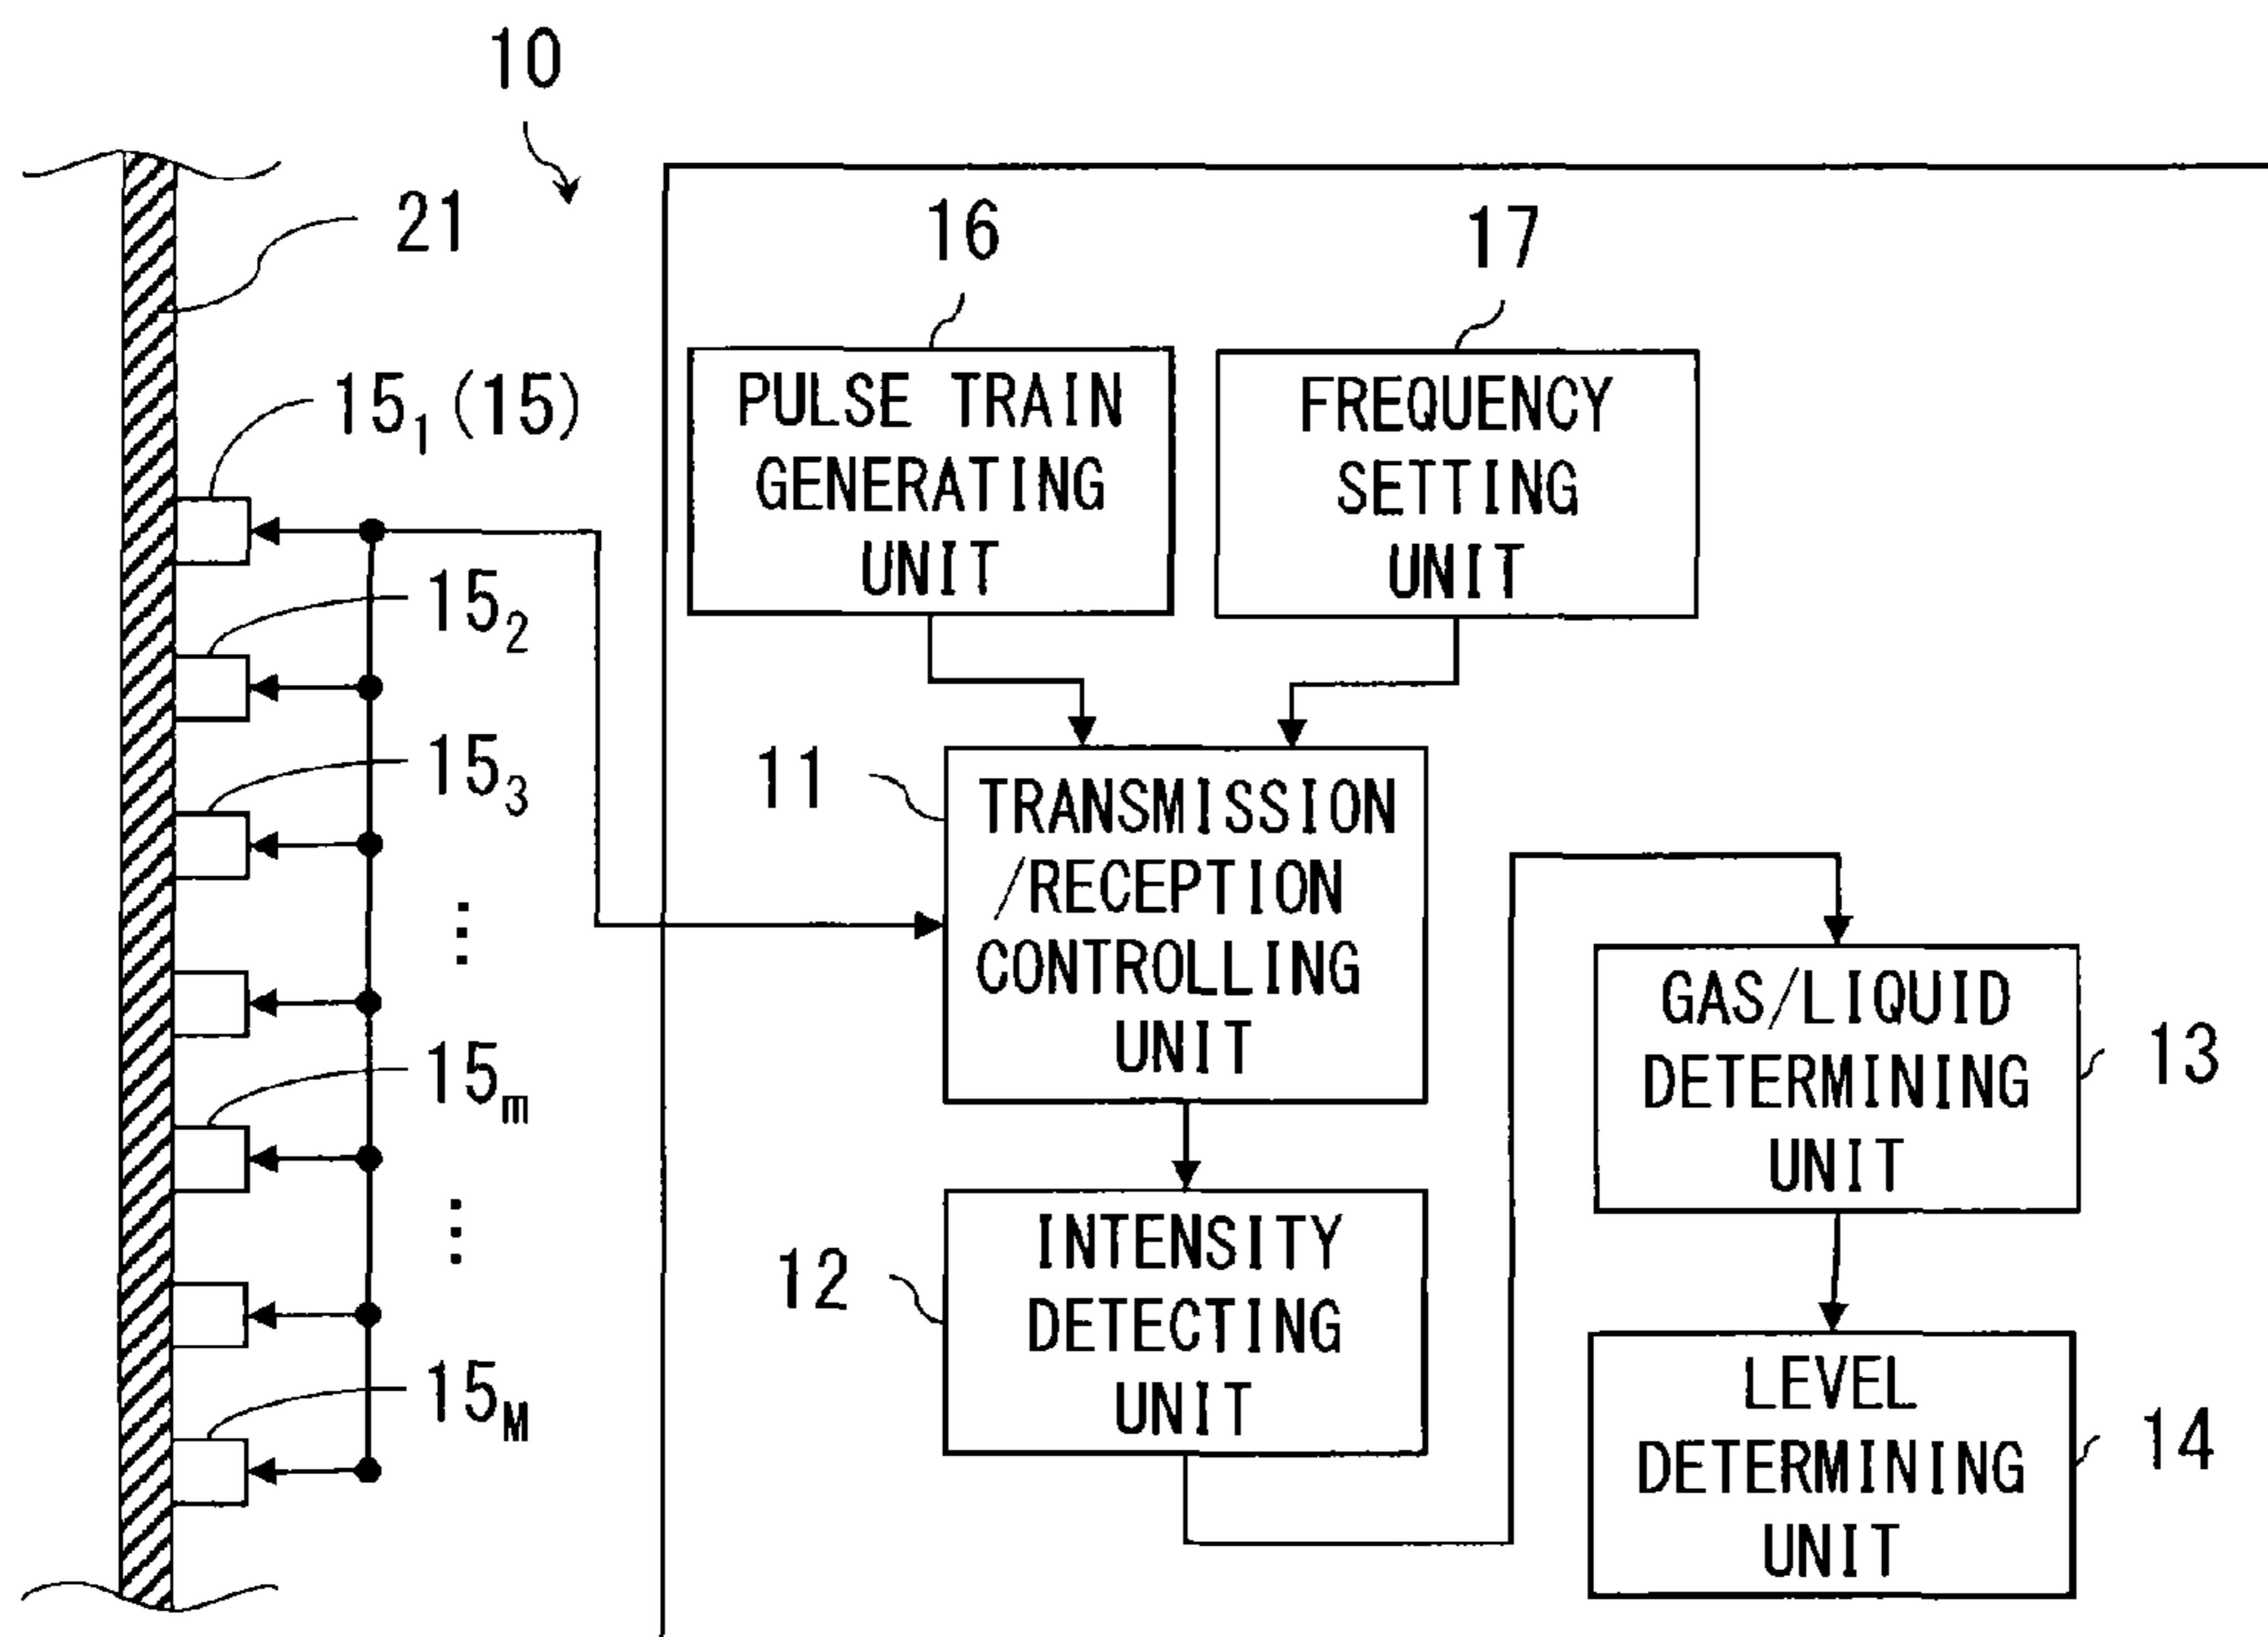 10
21
16
17
15₁(15)
PULSE TRAIN
GENERATING
UNIT
FREQUENCY
SETTING
UNIT
15₂
15₃
11
TRANSMISSION
/RECEPTION
CONTROLLING
UNIT
GAS/LIQUID
DETERMINING
UNIT
13
15ₘ
12
INTENSITY
DETECTING
UNIT
LEVEL
DETERMINING
UNIT
14
15_M